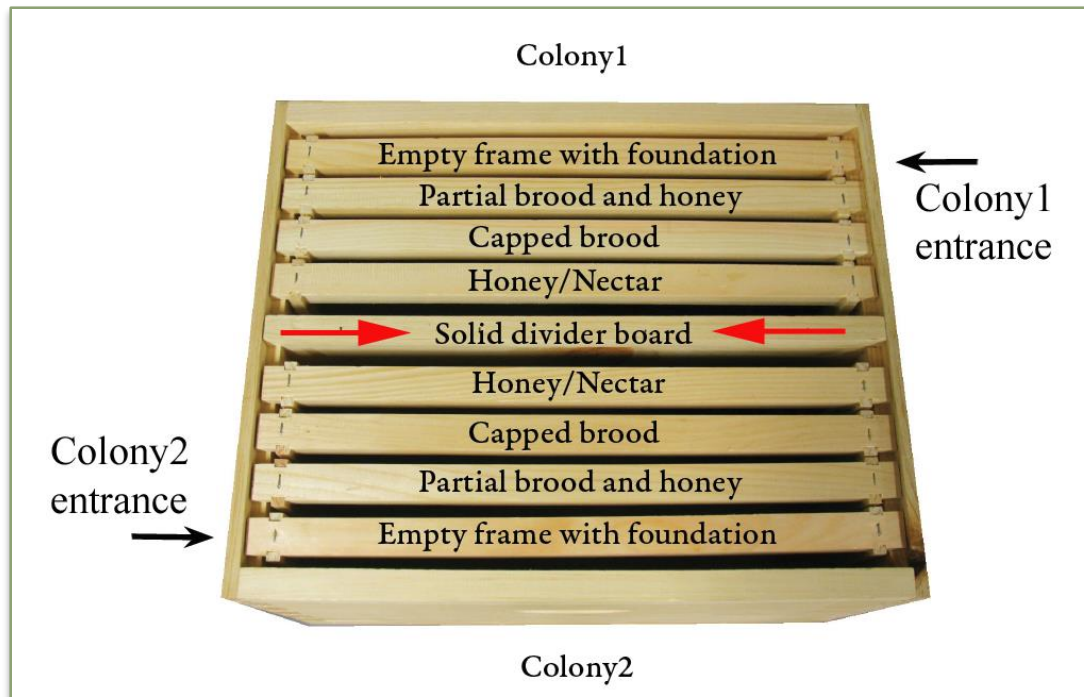 Colony1
Empty frame with foundation
Partial brood and honey
Capped brood
Honey/Nectar
Solid divider board
Honey/Nectar
Capped brood
Partial brood and honey
Empty frame with foundation
Colony1
entrance
Colony2
entrance
Colony2